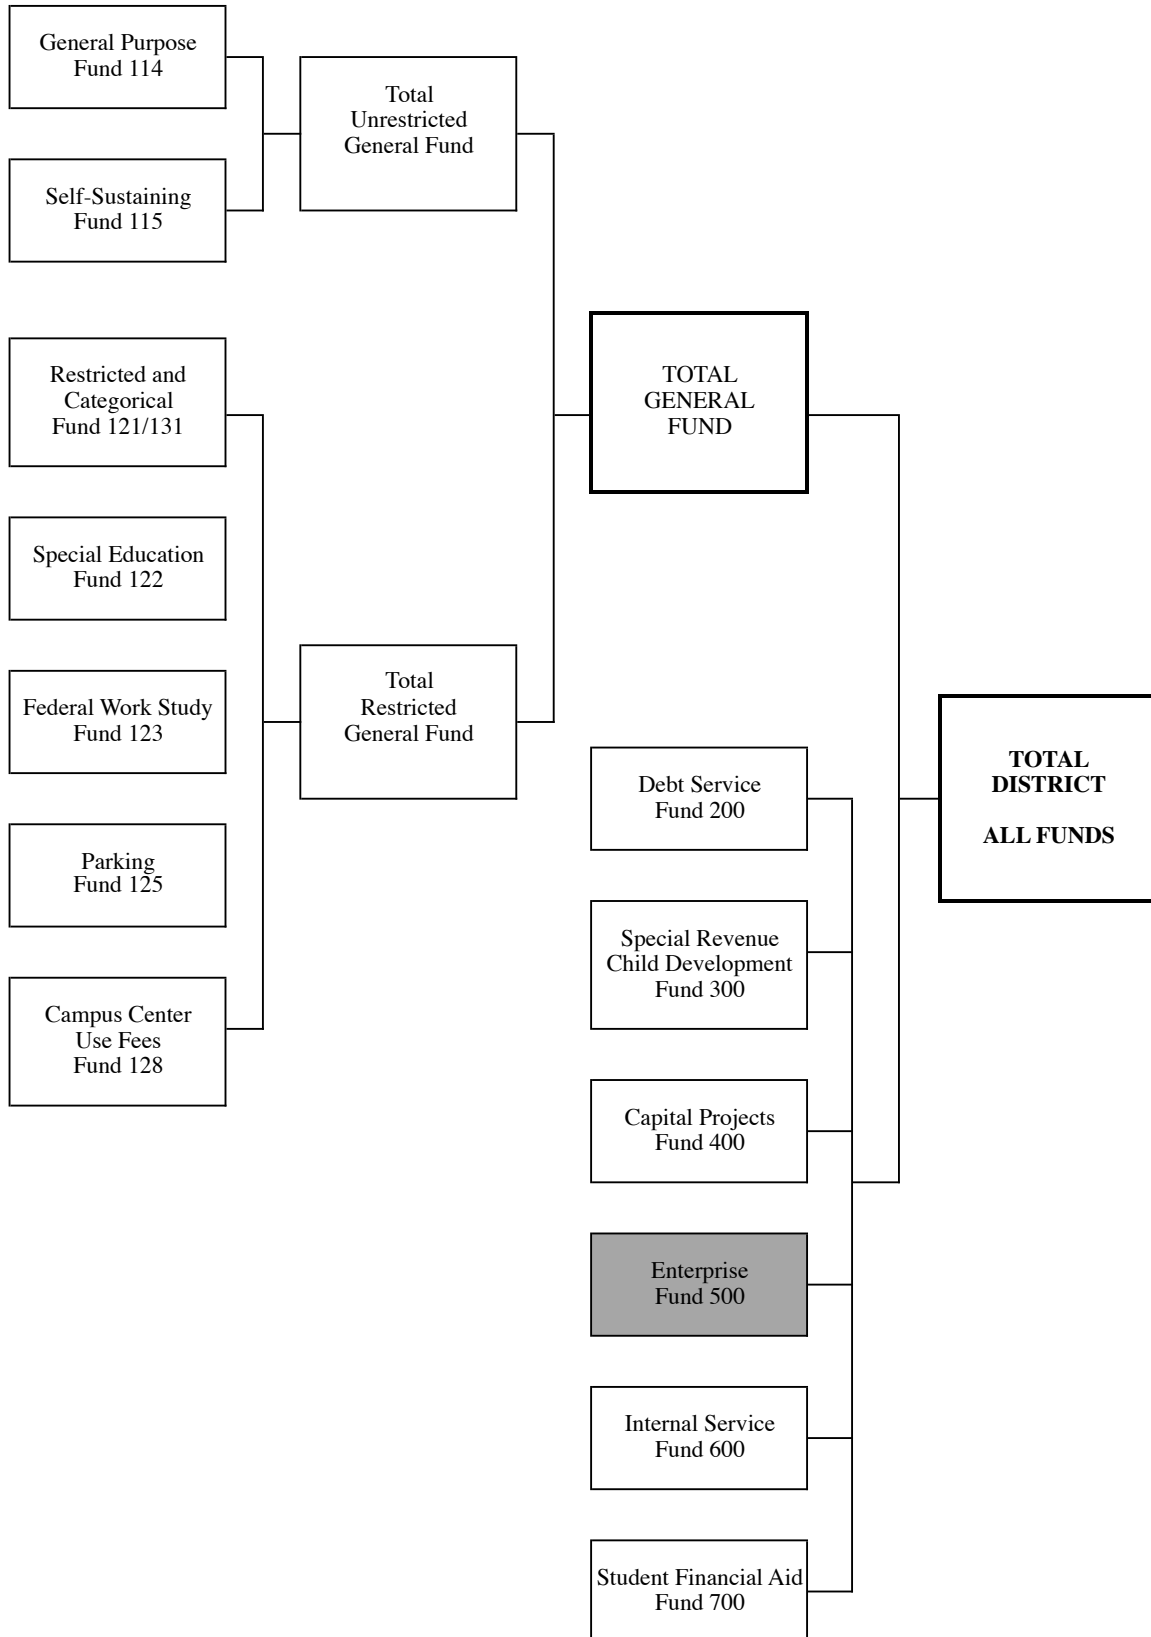 General Purpose
Fund 114
Total
Unrestricted
General Fund
Self-Sustaining
Fund 115
Restricted and
Categorical
Fund 121/131
TOTAL
GENERAL
FUND
Special Education
Fund 122
Federal Work Study
Fund 123
Total
Restricted
General Fund
Parking
Fund 125
Campus Center
Use Fees
Fund 128
Debt Service
Fund 200
TOTAL
DISTRICT
ALL FUNDS
Special Revenue
Child Development
Fund 300
Capital Projects
Fund 400
Enterprise
Fund 500
Internal Service
Fund 600
Student Financial Aid
Fund 700